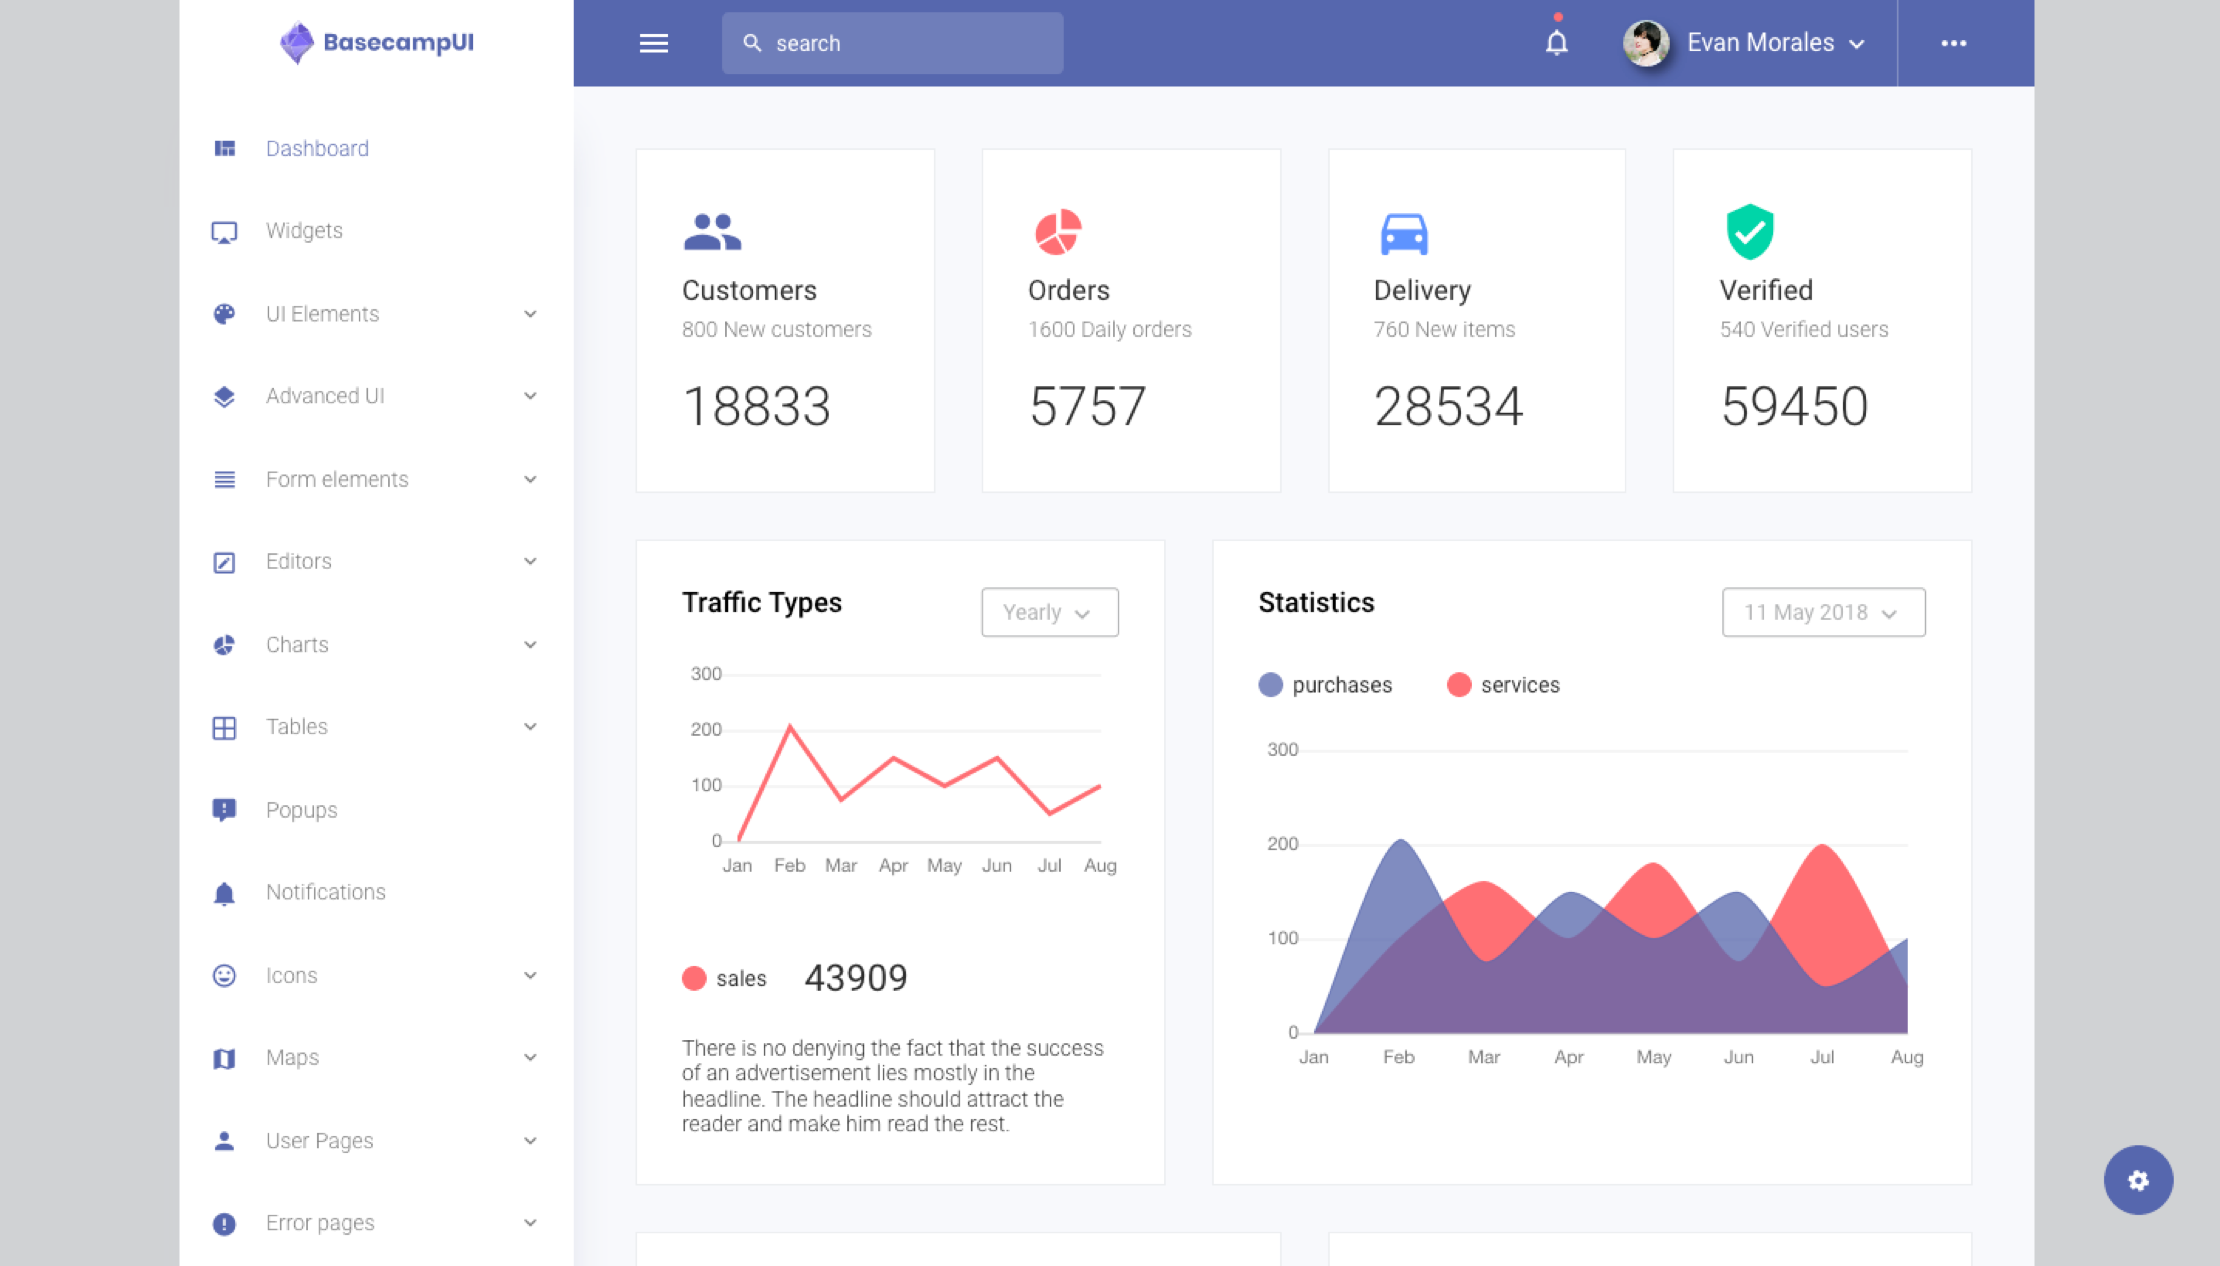 BasecampUI
search
Evan Morales
Dashboard
Widgets
UI Elements
Advanced UI
Form elements
Editors
Charts
Tables
Popups
Notifications
Icons
Maps
User Pages
Error pages
Customers
800 New customers
18833
Orders
1600 Daily orders
5757
Delivery
760 New items
28534
Verified
540 Verified users
59450
Traffic Types
Yearly
300
200
100
0
Jan Feb Mar Apr May Jun Jul Aug
sales 43909
There is no denying the fact that the success
of an advertisement lies mostly in the
headline. The headline should attract the
reader and make him read the rest.
Statistics
11 May 2018
purchases services
300
200
100
0
Jan Feb Mar Apr May Jun Jul Aug